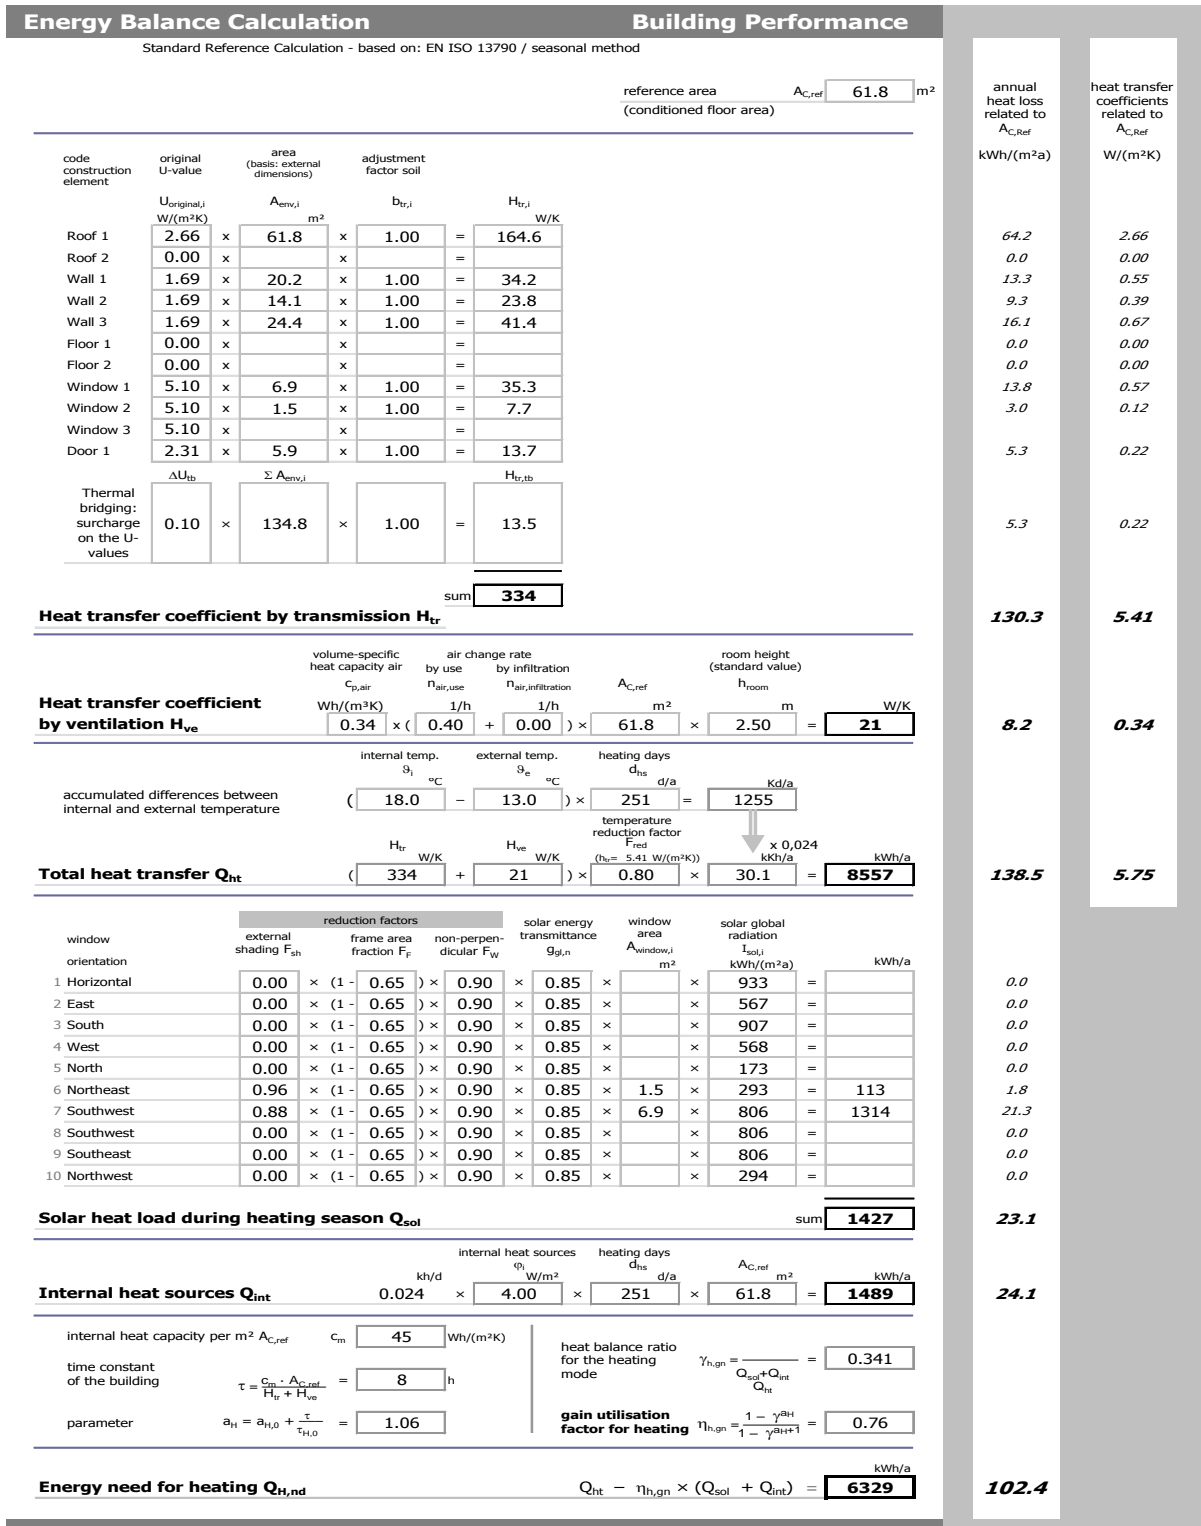 Energy Balance Calculation Building Performance
Standard Reference Calculation - based on: EN ISO 13790 / seasonal method
reference area A_C,ref 61.8 m²
(conditioned floor area)
annual heat loss related to A_C,Ref
heat transfer coefficients related to A_C,Ref
kWh/(m²a) W/(m²K)
code construction element
original U-value
area (basis: external dimensions)
adjustment factor soil
U_original,i A_env,i b_tr,i H_tr,i
W/(m²K) m² W/K
Roof 1 2.66 x 61.8 x 1.00 = 164.6 64.2 2.66
Roof 2 0.00 x x = 0.0 0.00
Wall 1 1.69 x 20.2 x 1.00 = 34.2 13.3 0.55
Wall 2 1.69 x 14.1 x 1.00 = 23.8 9.3 0.39
Wall 3 1.69 x 24.4 x 1.00 = 41.4 16.1 0.67
Floor 1 0.00 x x = 0.0 0.00
Floor 2 0.00 x x = 0.0 0.00
Window 1 5.10 x 6.9 x 1.00 = 35.3 13.8 0.57
Window 2 5.10 x 1.5 x 1.00 = 7.7 3.0 0.12
Window 3 5.10 x x =
Door 1 2.31 x 5.9 x 1.00 = 13.7 5.3 0.22
ΔU_tb Σ A_env,i H_tr,tb
Thermal bridging: surcharge on the U-values 0.10 × 134.8 × 1.00 = 13.5 5.3 0.22
sum 334
Heat transfer coefficient by transmission H_tr 130.3 5.41
volume-specific heat capacity air
air change rate
by use by infiltration
room height (standard value)
c_p,air n_air,use n_air,infiltration A_C,ref h_room
Wh/(m³K) 1/h 1/h m² m W/K
Heat transfer coefficient
by ventilation H_ve 0.34 × ( 0.40 + 0.00 ) × 61.8 × 2.50 = 21 8.2 0.34
internal temp. external temp. heating days
ϑ_i ϑ_e d_hs
°C °C d/a Kd/a
accumulated differences between internal and external temperature ( 18.0 − 13.0 ) × 251 = 1255
temperature reduction factor
H_tr H_ve F_red x 0,024
W/K W/K (h_tr= 5.41 W/(m²K)) kKh/a kWh/a
Total heat transfer Q_ht ( 334 + 21 ) × 0.80 × 30.1 = 8557 138.5 5.75
reduction factors
window orientation
external shading F_sh
frame area fraction F_F
non-perpen-dicular F_W
solar energy transmittance g_gl,n
window area A_window,i m²
solar global radiation I_sol,i kWh/(m²a)
kWh/a
1 Horizontal 0.00 × (1 - 0.65 ) × 0.90 × 0.85 × × 933 = 0.0
2 East 0.00 × (1 - 0.65 ) × 0.90 × 0.85 × × 567 = 0.0
3 South 0.00 × (1 - 0.65 ) × 0.90 × 0.85 × × 907 = 0.0
4 West 0.00 × (1 - 0.65 ) × 0.90 × 0.85 × × 568 = 0.0
5 North 0.00 × (1 - 0.65 ) × 0.90 × 0.85 × × 173 = 0.0
6 Northeast 0.96 × (1 - 0.65 ) × 0.90 × 0.85 × 1.5 × 293 = 113 1.8
7 Southwest 0.88 × (1 - 0.65 ) × 0.90 × 0.85 × 6.9 × 806 = 1314 21.3
8 Southwest 0.00 × (1 - 0.65 ) × 0.90 × 0.85 × × 806 = 0.0
9 Southeast 0.00 × (1 - 0.65 ) × 0.90 × 0.85 × × 806 = 0.0
10 Northwest 0.00 × (1 - 0.65 ) × 0.90 × 0.85 × × 294 = 0.0
Solar heat load during heating season Q_sol sum 1427 23.1
internal heat sources heating days
φ_i d_hs A_C,ref
kh/d W/m² d/a m² kWh/a
Internal heat sources Q_int 0.024 × 4.00 × 251 × 61.8 = 1489 24.1
internal heat capacity per m² A_C,ref c_m 45 Wh/(m²K)
time constant of the building τ = c_m · A_C,ref / H_tr + H_ve = 8 h
parameter a_H = a_H,0 + τ / τ_H,0 = 1.06
heat balance ratio for the heating mode γ_h,gn = Q_sol+Q_int Q_ht = 0.341
gain utilisation factor for heating η_h,gn = 1 − γ^aH / 1 − γ^aH+1 = 0.76
kWh/a
Energy need for heating Q_H,nd Q_ht − η_h,gn × (Q_sol + Q_int) = 6329 102.4